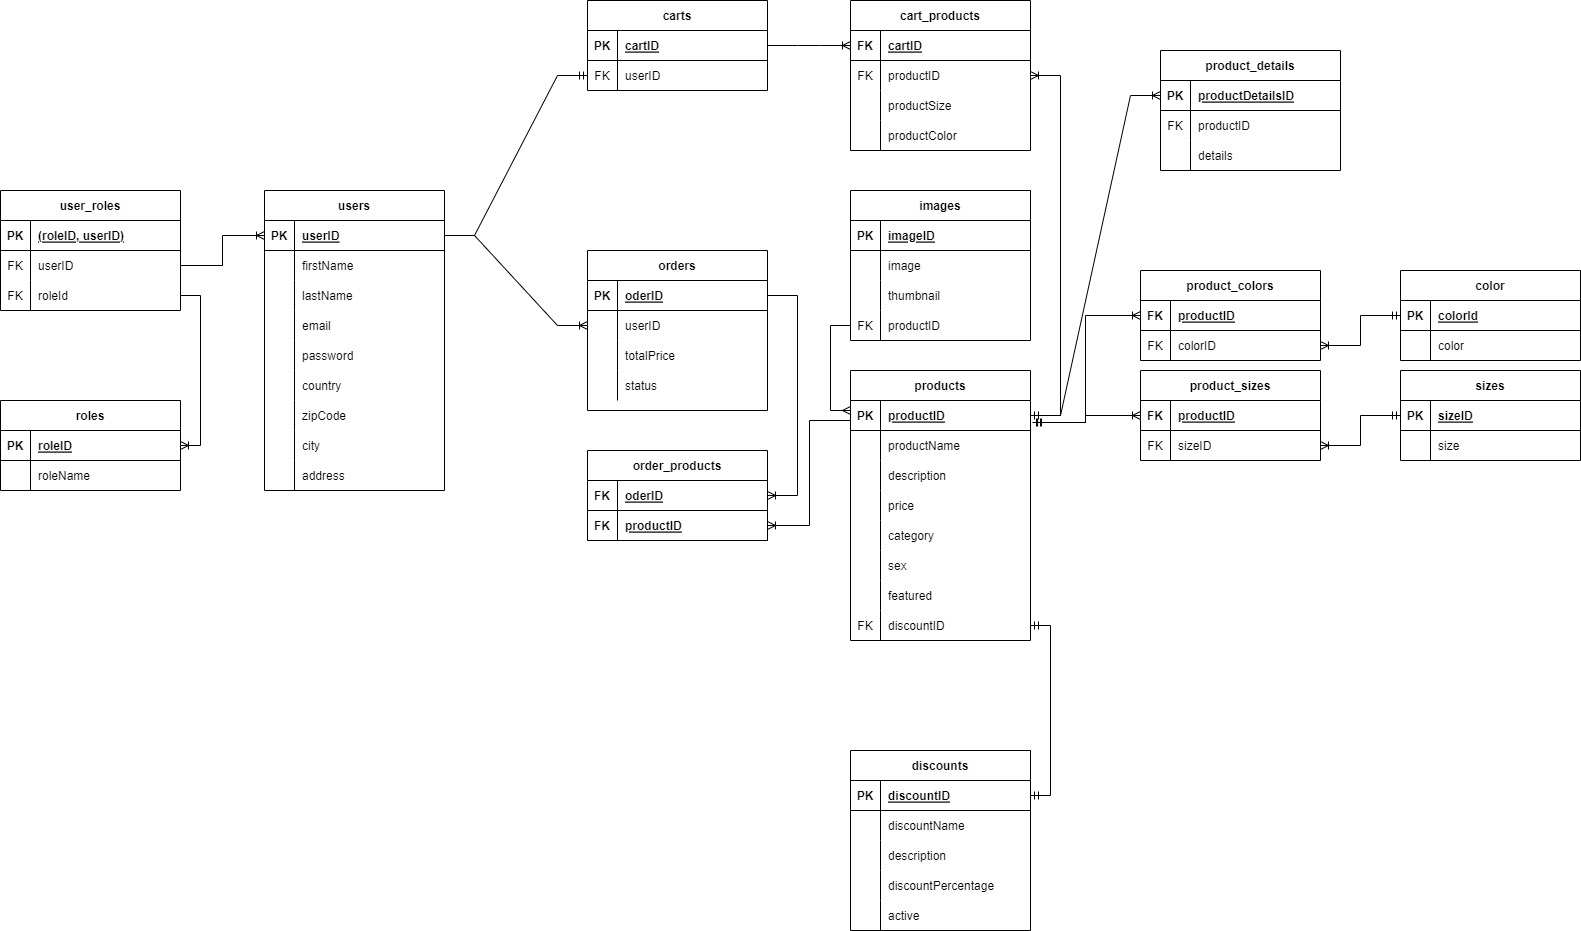 carts
PK cartID
FK userID
cart_products
FK cartID
FK productID
productSize
productColor
product_details
PK productDetailsID
FK productID
details
user_roles
PK (roleID, userID)
FK userID
FK roleId
users
PK userID
firstName
lastName
email
password
country
zipCode
city
address
roles
PK roleID
roleName
orders
PK oderID
userID
totalPrice
status
order_products
FK oderID
FK productID
images
PK imageID
image
thumbnail
FK productID
products
PK productID
productName
description
price
category
sex
featured
FK discountID
product_colors
FK productID
FK colorID
color
PK colorId
color
product_sizes
FK productID
FK sizeID
sizes
PK sizeID
size
discounts
PK discountID
discountName
description
discountPercentage
active